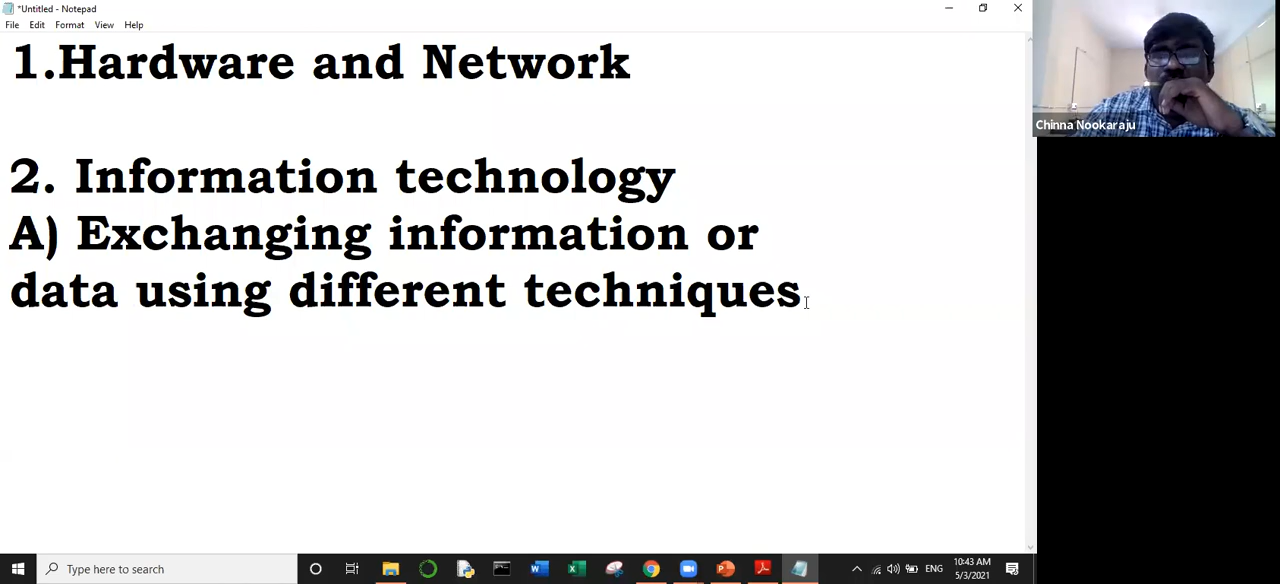 *Untitled - Notepad
File Edit Format View Help
1.Hardware and Network
Chinna Nookaraju
2. Information technology
A) Exchanging information or
data using different techniques
Type here to search
ENG
10:43 AM
5/3/2021